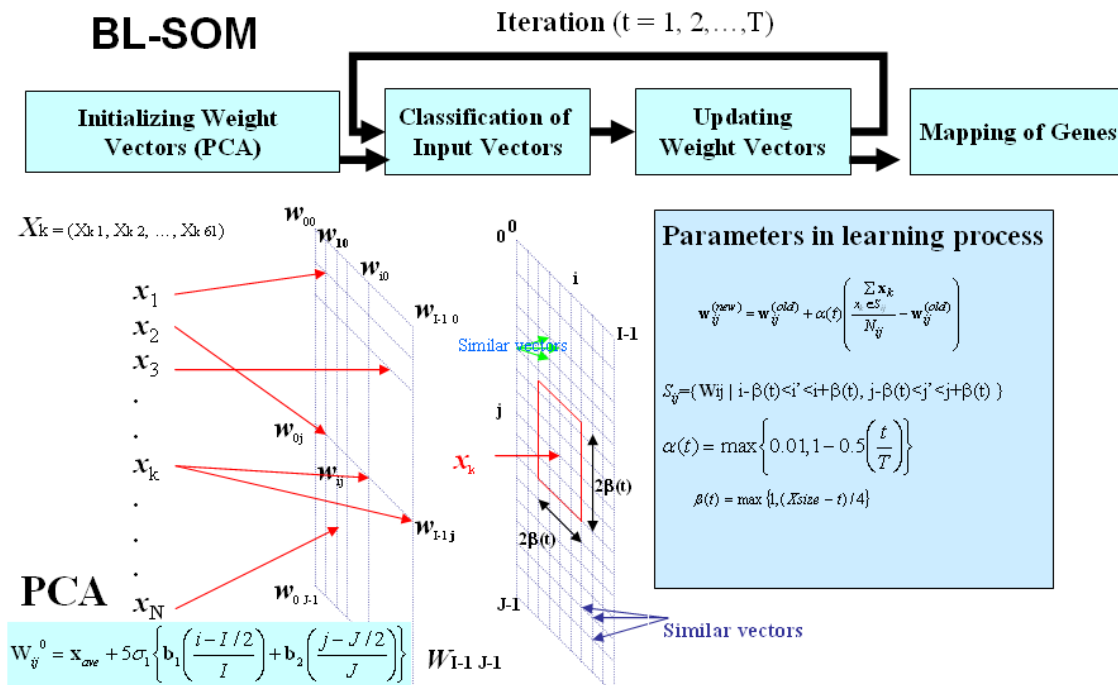 BL-SOM
Iteration (t = 1, 2,…,T)
Initializing Weight
Vectors (PCA)
Classification of
Input Vectors
Updating
Weight Vectors
Mapping of Genes
Xk = (Xk 1, Xk 2, …, Xk 61)
w00
w10
wi0
wI-1 0
x1
x2
x3
.
.
.
xk
.
.
.
xN
w0j
wij
wI-1 j
w0 J-1
WI-1 J-1
0
0
i
I-1
Similar vectors
j
xk
2β(t)
2β(t)
J-1
Similar vectors
Parameters in learning process
wij(new) = wij(old) + α(t)( Σ xk xk∈Sij / Nij − wij(old) )
Sij={Wij | i-β(t)<i'<i+β(t), j-β(t)<j'<j+β(t) }
α(t) = max{0.01, 1 − 0.5(t/T)}
β(t) = max {1, (Xsize − t) / 4}
PCA
Wij0 = xave + 5σ1{b1((i − I / 2)/I) + b2((j − J / 2)/J)}